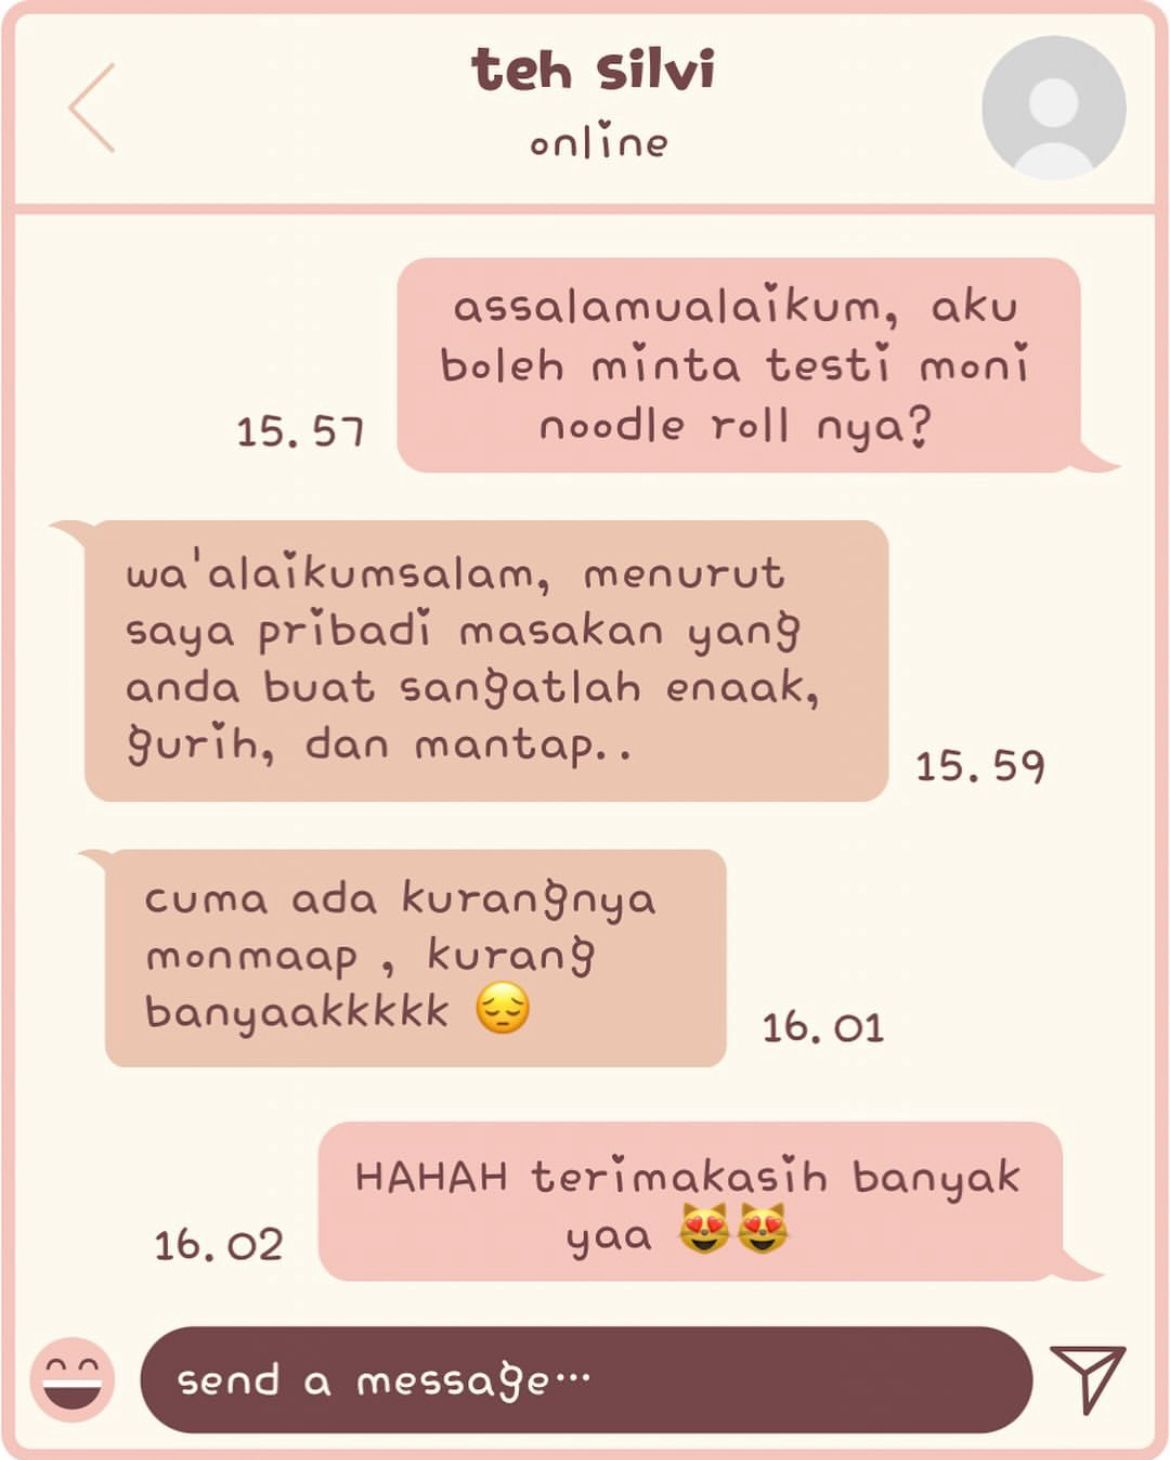 teh silvi
online
assalamualaikum, aku
boleh minta testi moni
noodle roll nya?
15.57
wa'alaikumsalam, menurut
saya pribadi masakan yang
anda buat sangatlah enaak,
gurih, dan mantap..
15.59
cuma ada kurangnya
monmaap , kurang
banyaakkkkk 😔
16.01
HAHAH terimakasih banyak
yaa 😻😻
16.02
send a message...